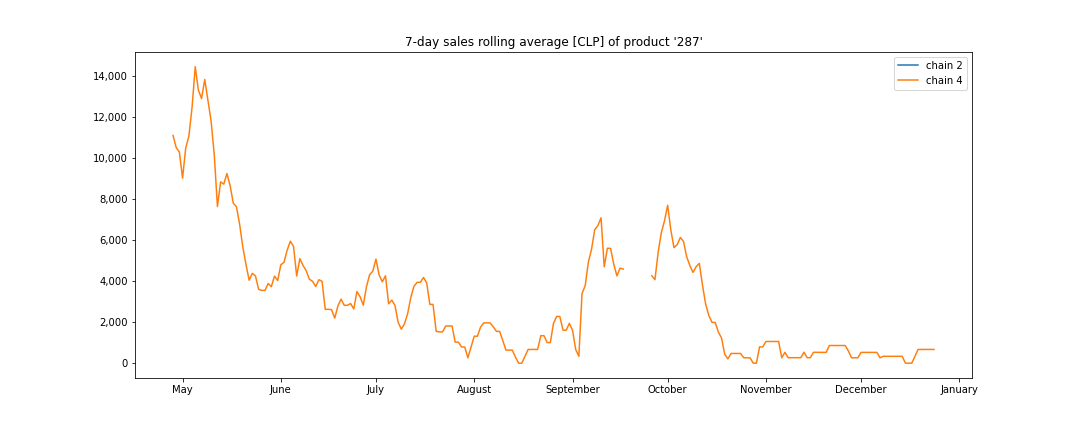 7-day sales rolling average [CLP] of product '287'
chain 2
chain 4
14,000
12,000
10,000
8,000
6,000
4,000
2,000
0
May June July August September October November December January